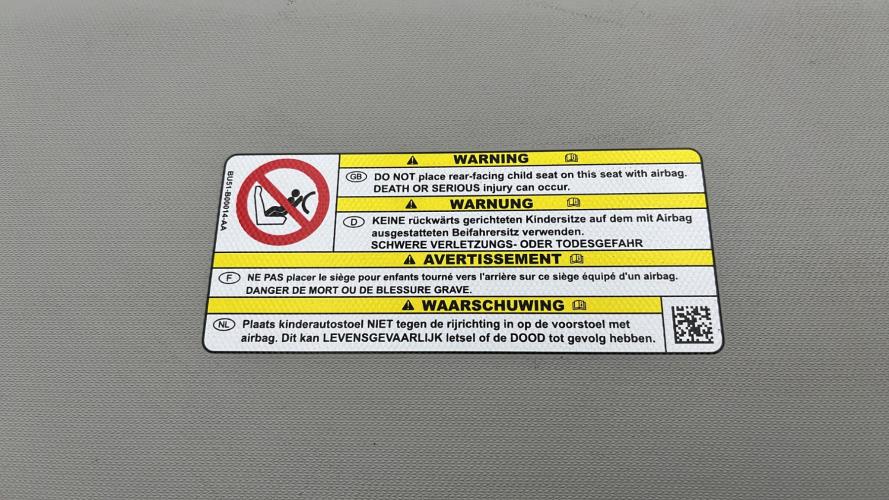 BU51-B00014-AA
WARNING
GB DO NOT place rear-facing child seat on this seat with airbag.
DEATH OR SERIOUS injury can occur.
WARNUNG
D KEINE rückwärts gerichteten Kindersitze auf dem mit Airbag
ausgestatteten Beifahrersitz verwenden.
SCHWERE VERLETZUNGS- ODER TODESGEFAHR
AVERTISSEMENT
F NE PAS placer le siège pour enfants tourné vers l'arrière sur ce siège équipé d'un airbag.
DANGER DE MORT OU DE BLESSURE GRAVE.
WAARSCHUWING
NL Plaats kinderautostoel NIET tegen de rijrichting in op de voorstoel met
airbag. Dit kan LEVENSGEVAARLIJK letsel of de DOOD tot gevolg hebben.